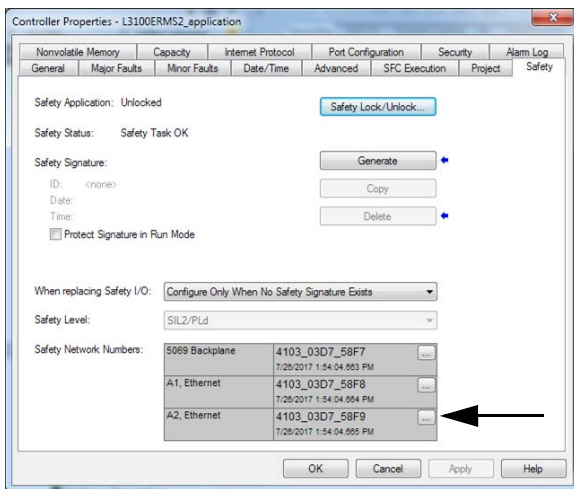 Controller Properties - L3100ERMS2_application
Nonvolatile Memory Capacity Internet Protocol Port Configuration Security Alarm Log
General Major Faults Minor Faults Date/Time Advanced SFC Execution Project Safety
Safety Application: Unlocked
Safety Lock/Unlock...
Safety Status: Safety Task OK
Safety Signature:
Generate
ID: <none>
Copy
Date:
Time:
Delete
Protect Signature in Run Mode
When replacing Safety I/O: Configure Only When No Safety Signature Exists
Safety Level: SIL2/PLd
Safety Network Numbers:
5069 Backplane 4103_03D7_58F7 ...
7/26/2017 1:54:04.663 PM
A1, Ethernet 4103_03D7_58F8 ...
7/26/2017 1:54:04.664 PM
A2, Ethernet 4103_03D7_58F9 ...
7/26/2017 1:54:04.665 PM
OK Cancel Apply Help